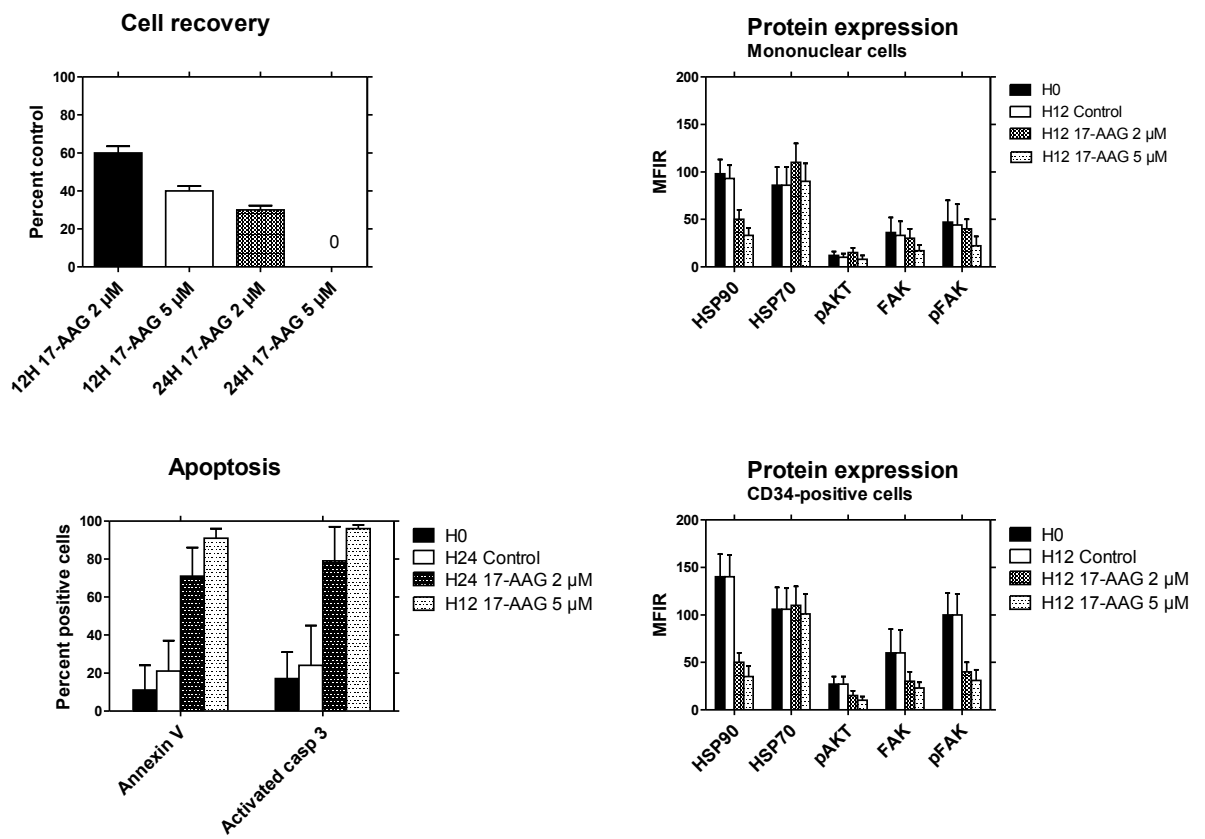 Cell recovery
Percent control
100
80
60
40
20
0
0
12H 17-AAG 2 µM
12H 17-AAG 5 µM
24H 17-AAG 2 µM
24H 17-AAG 5 µM
Protein expression
Mononuclear cells
MFIR
200
150
100
50
0
HSP90
HSP70
pAKT
FAK
pFAK
H0
H12 Control
H12 17-AAG 2 µM
H12 17-AAG 5 µM
Apoptosis
Percent positive cells
100
80
60
40
20
0
Annexin V
Activated casp 3
H0
H24 Control
H24 17-AAG 2 µM
H12 17-AAG 5 µM
Protein expression
CD34-positive cells
MFIR
200
150
100
50
0
HSP90
HSP70
pAKT
FAK
pFAK
H0
H12 Control
H12 17-AAG 2 µM
H12 17-AAG 5 µM